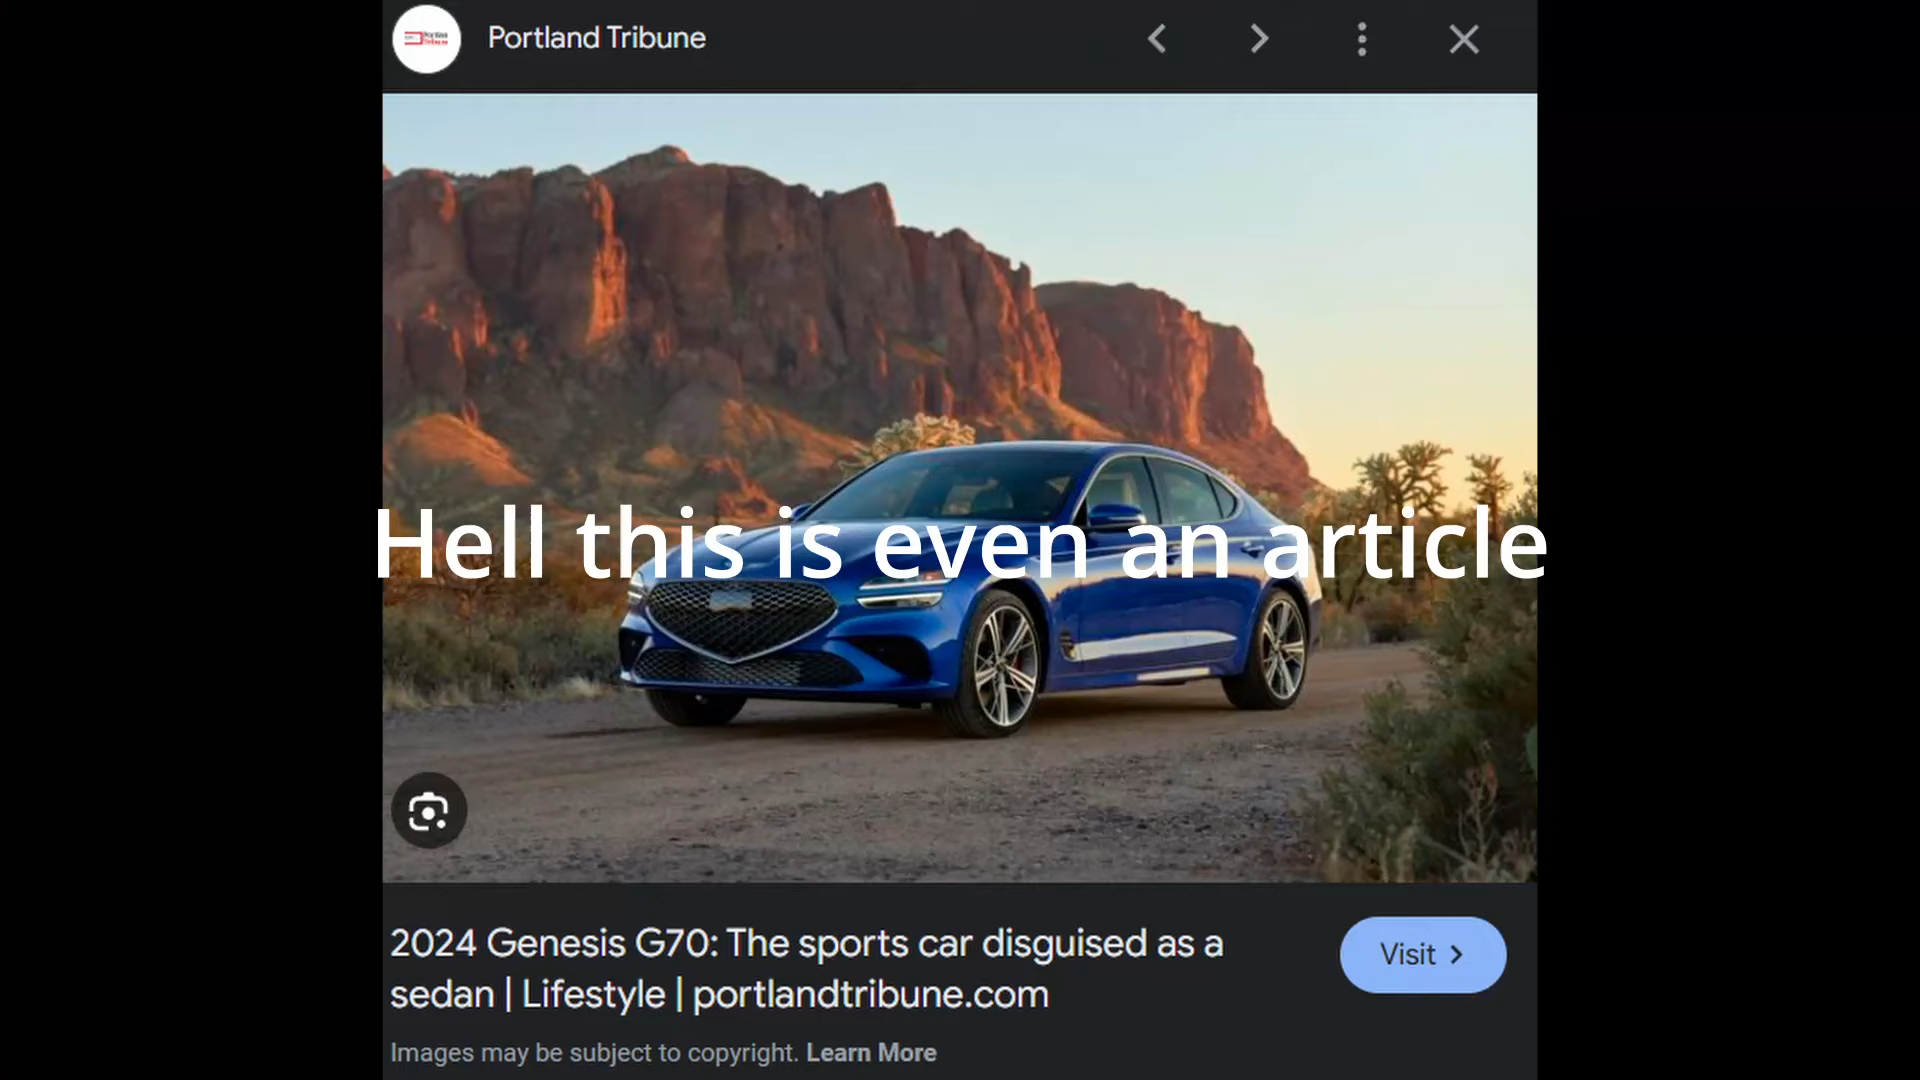 Portland Tribune
Hell this is even an article
2024 Genesis G70: The sports car disguised as a
sedan | Lifestyle | portlandtribune.com
Visit
Images may be subject to copyright. Learn More